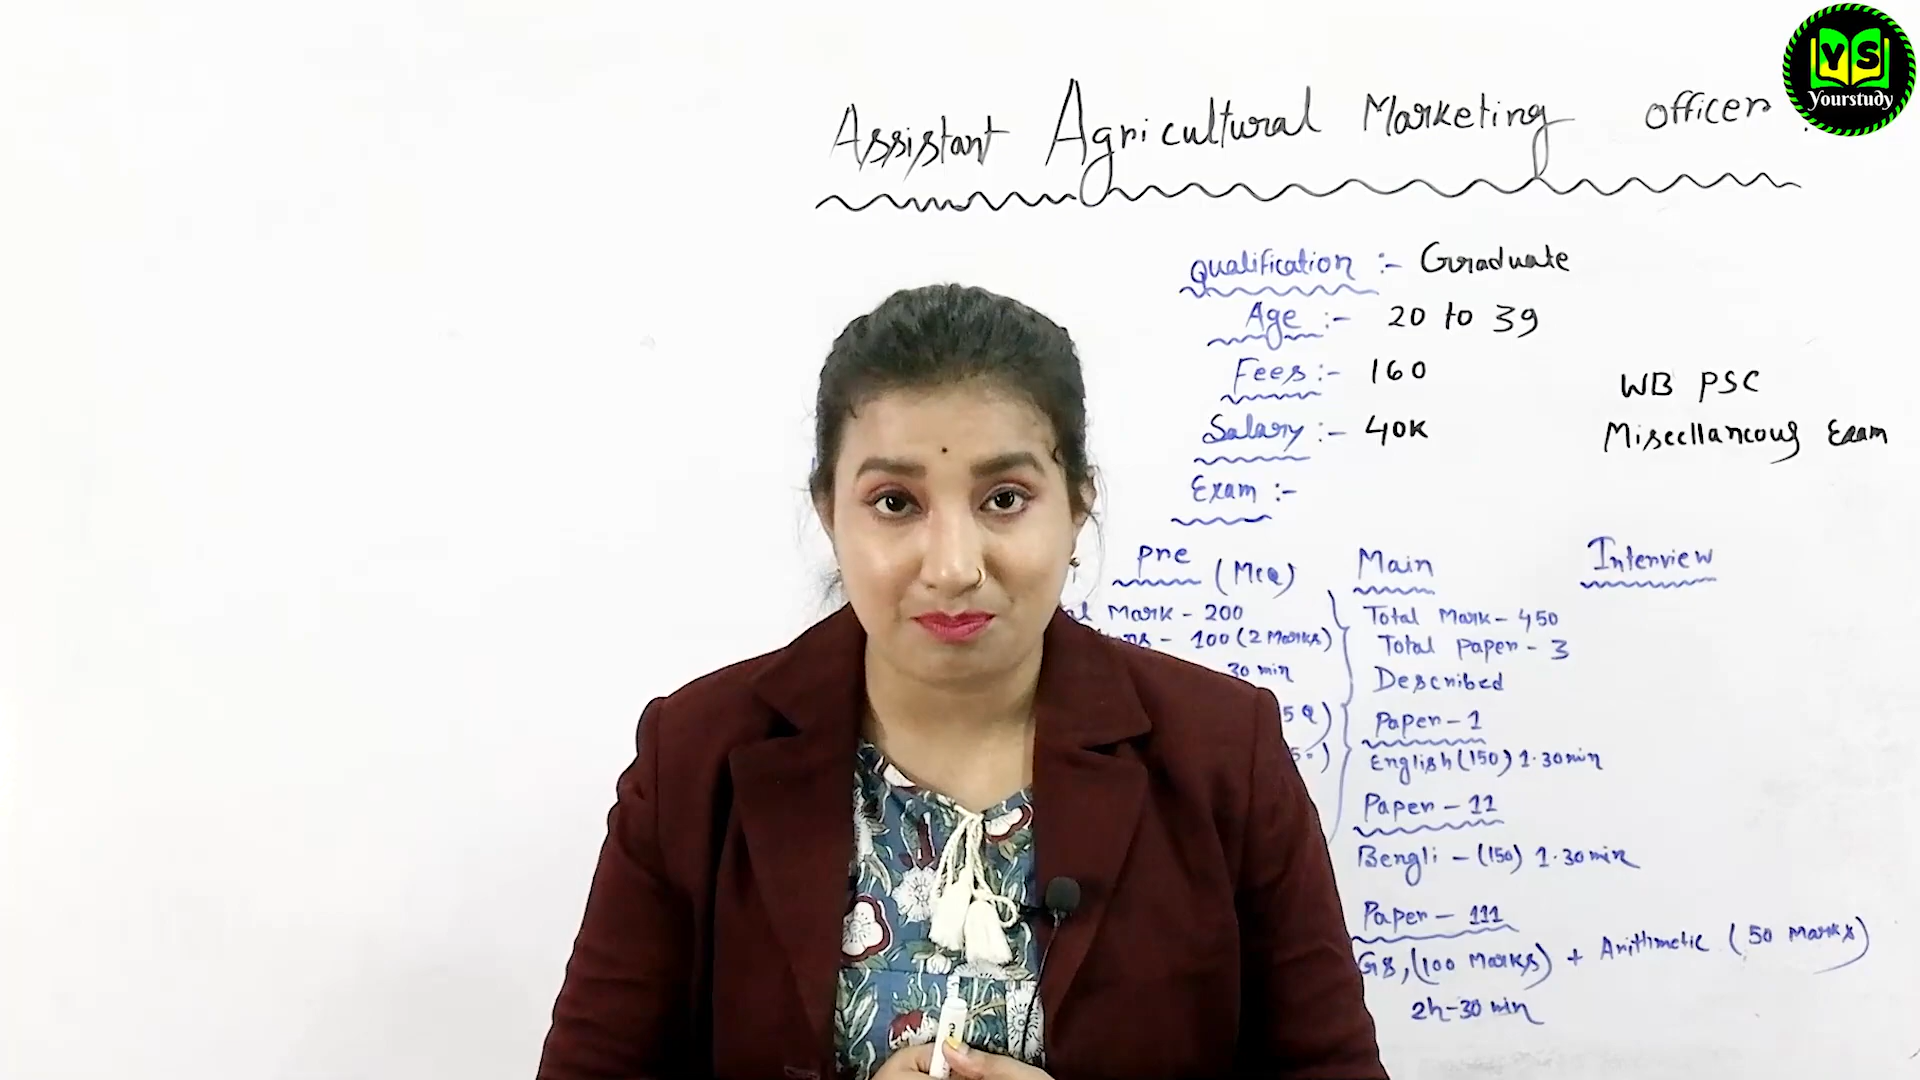 YS
Yourstudy
Assistant Agricultural Marketing officer
Qualification :- Graduate
Age :- 20 to 39
Fees :- 160
Salary :- 40K
WB PSC
Miscellaneous Exam
Exam :-
Pre (MCQ)
Mark - 200
- 100 (2 Marks)
30 min
5 Q)
Main
Total Mark - 450
Total Paper - 3
Described
Paper - 1
English (150) 1.30 min
Paper - 11
Bengli - (150) 1.30 min
Paper - 111
GS, (100 Marks) + Arithmetic (50 Marks)
2h-30 min
Interview